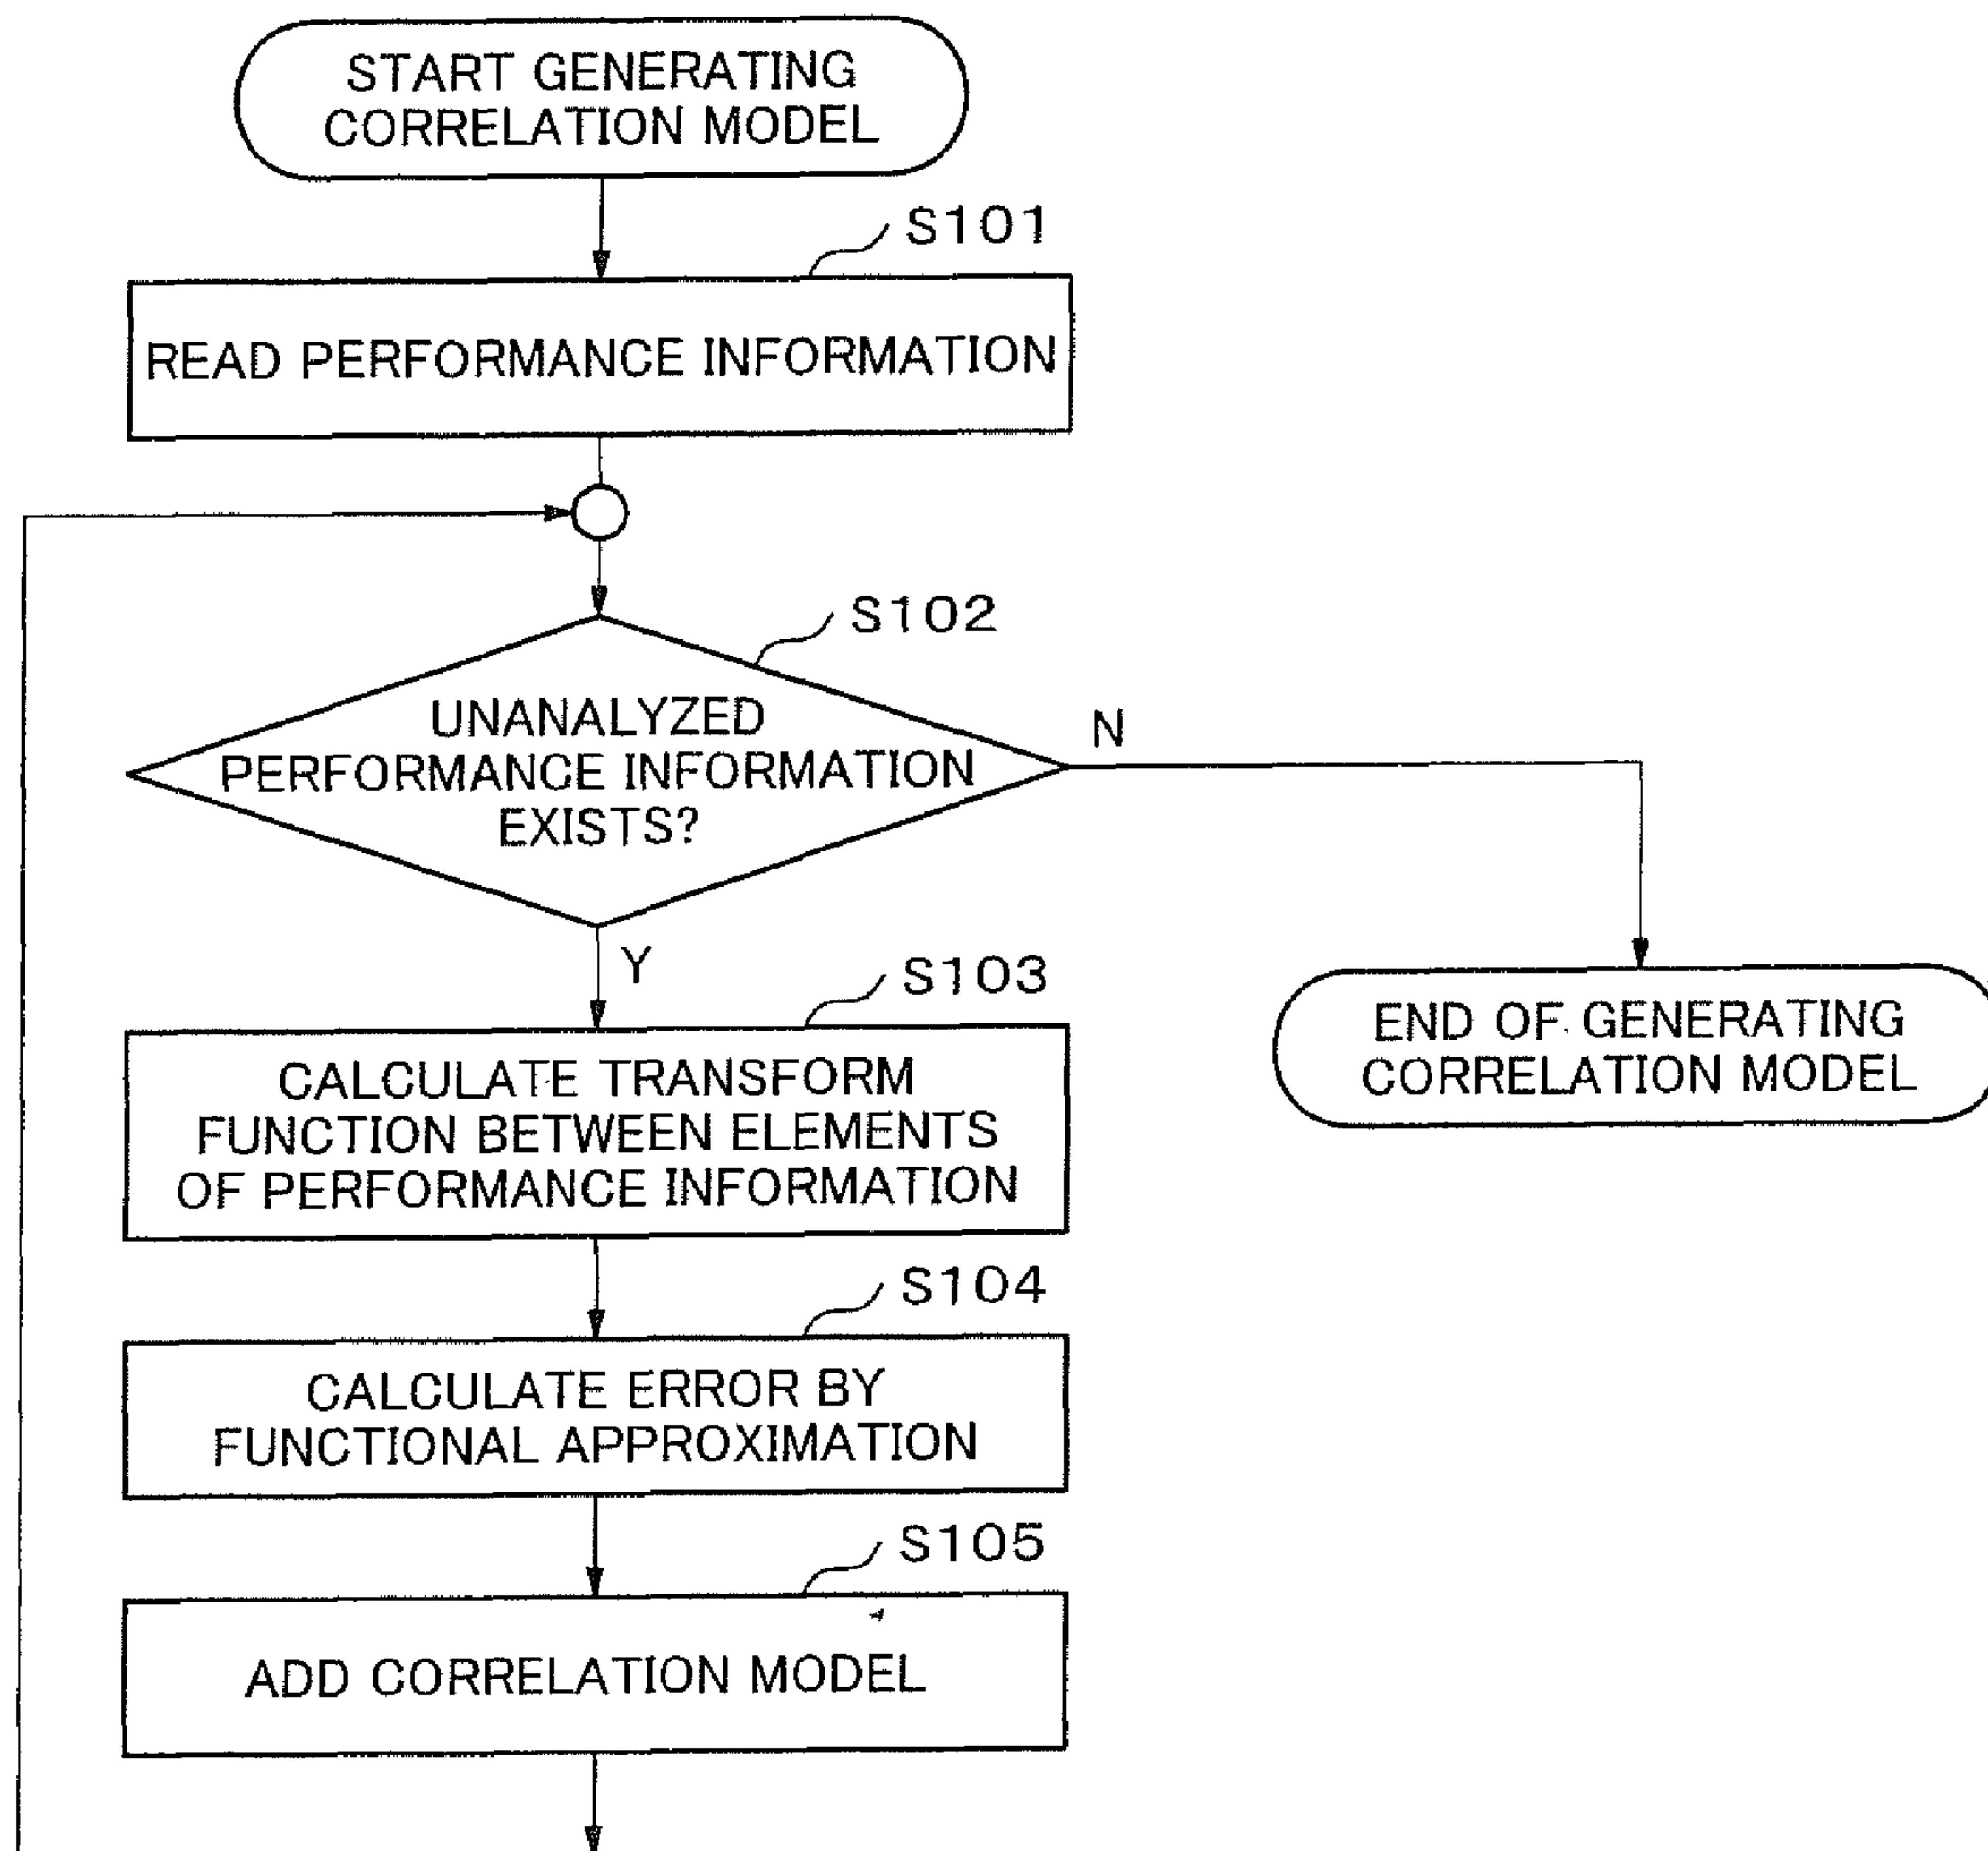 START GENERATING
CORRELATION MODEL
S101
READ PERFORMANCE INFORMATION
S102
UNANALYZED
PERFORMANCE INFORMATION
EXISTS?
N
Y
END OF GENERATING
CORRELATION MODEL
S103
CALCULATE TRANSFORM
FUNCTION BETWEEN ELEMENTS
OF PERFORMANCE INFORMATION
S104
CALCULATE ERROR BY
FUNCTIONAL APPROXIMATION
S105
ADD CORRELATION MODEL